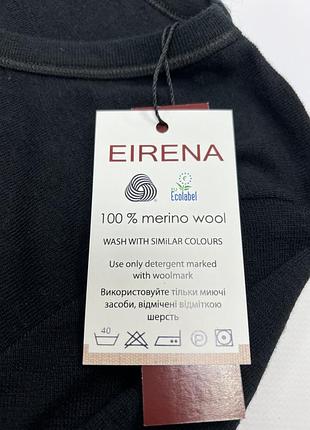 EIRENA
Ecolabel
100 % merino wool
WASH WITH SiMiLAR COLOURS
Use only detergent marked
with woolmark
Використовуйте тільки миючі
засоби, відмічені відміткою
шерсть
40
P